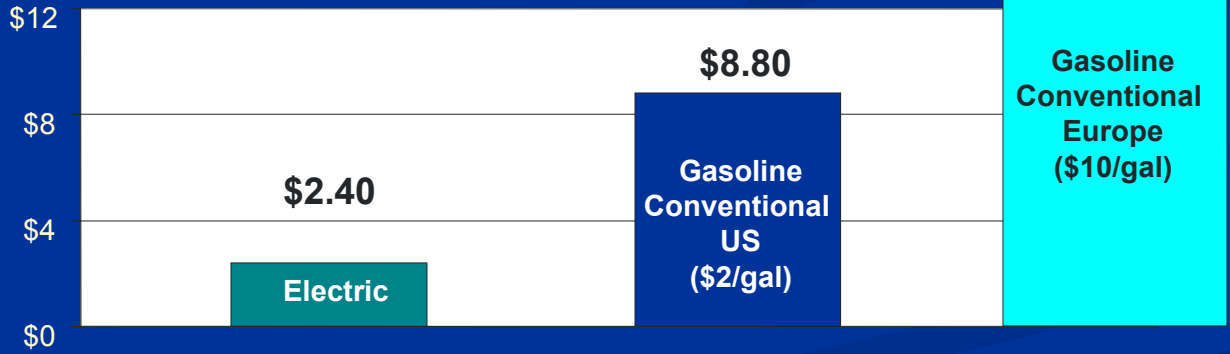 $12
$8
$4
$0
$2.40
Electric
$8.80
Gasoline
Conventional
US
($2/gal)
Gasoline
Conventional
Europe
($10/gal)